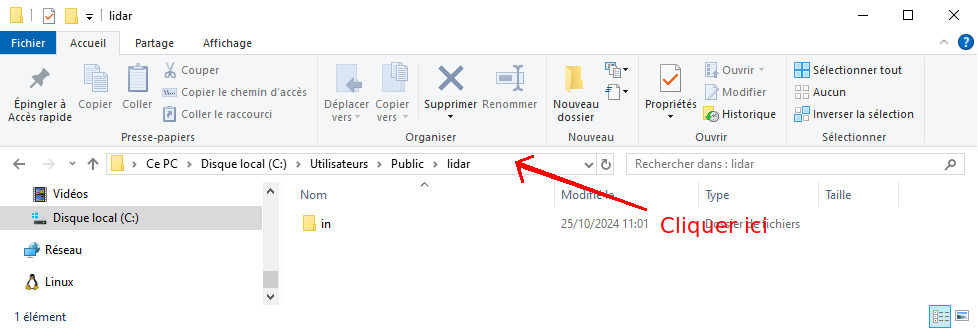 lidar
Fichier Accueil Partage Affichage
Épingler à Accès rapide
Copier
Coller
Couper
Copier le chemin d'accès
Coller le raccourci
Presse-papiers
Déplacer vers
Copier vers
Supprimer
Renommer
Organiser
Nouveau dossier
Nouveau
Propriétés
Ouvrir
Modifier
Historique
Ouvrir
Sélectionner tout
Aucun
Inverser la sélection
Sélectionner
Ce PC > Disque local (C:) > Utilisateurs > Public > lidar
Rechercher dans : lidar
Vidéos
Disque local (C:)
Réseau
Linux
Nom Modifié le Type Taille
in 25/10/2024 11:01 Dossier de fichiers
Cliquer ici
1 élément